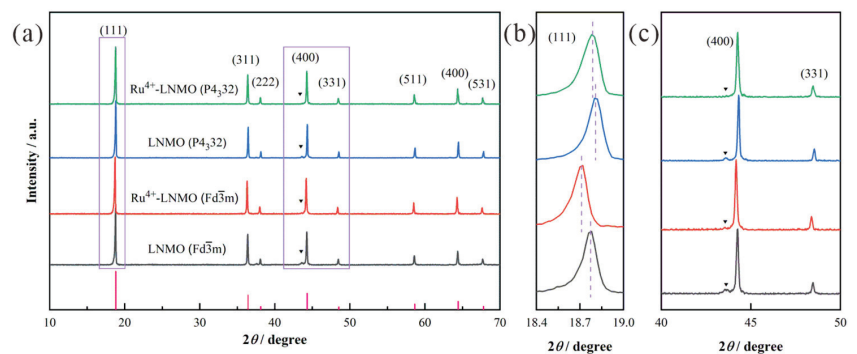 (a)
(111)
(311)
(222)
(400)
(331)
(511)
(400)
(531)
Ru⁴⁺-LNMO (P4₃32)
LNMO (P4₃32)
Ru⁴⁺-LNMO (Fd3̅m)
LNMO (Fd3̅m)
Intensity / a.u.
10 20 30 40 50 60 70
2θ / degree
(b)
(111)
18.4 18.7 19.0
2θ / degree
(c)
(400)
(331)
40 45 50
2θ / degree